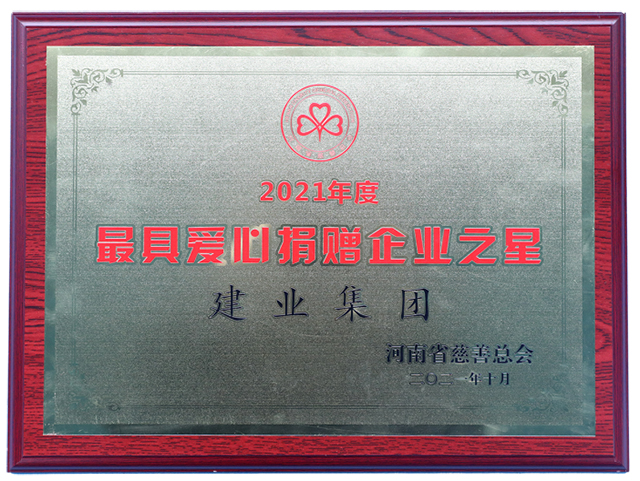 2021年度
最具爱心捐赠企业之星
建业集团
河南省慈善总会
二〇二一年十月